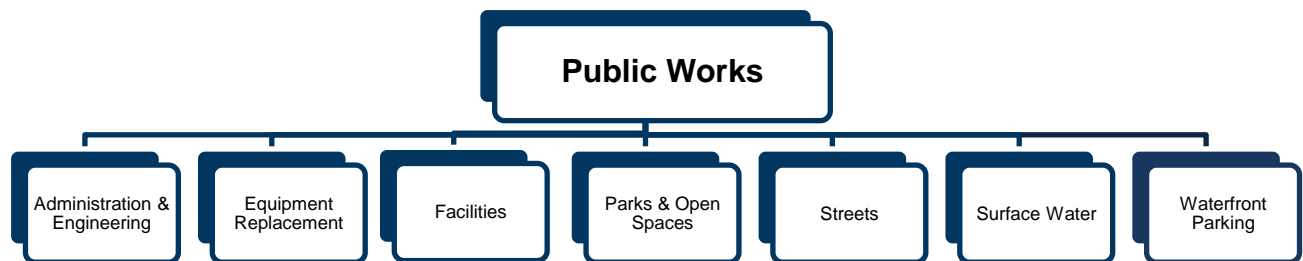 Public Works
Administration &
Engineering
Equipment
Replacement
Facilities
Parks & Open
Spaces
Streets
Surface Water
Waterfront
Parking